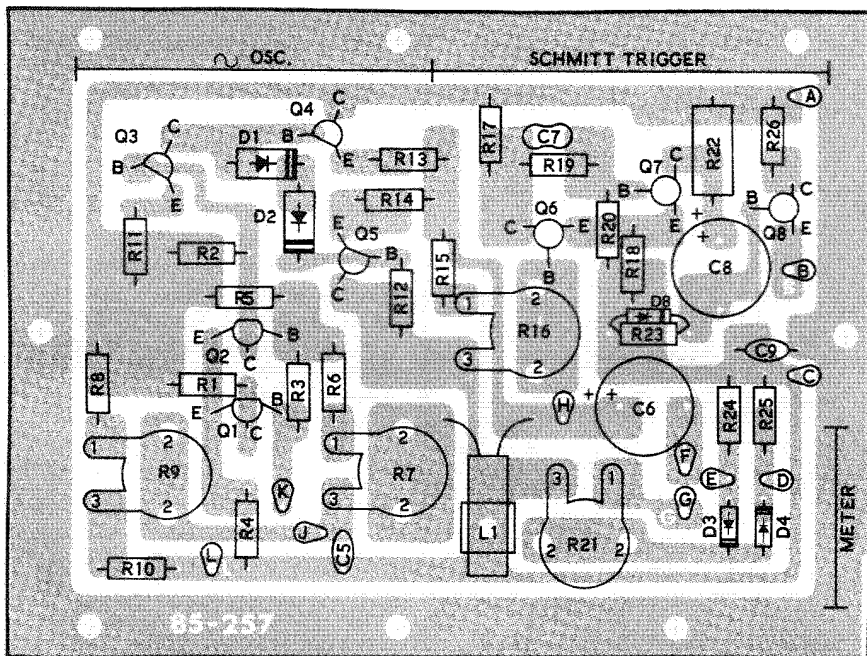 ∿ OSC. SCHMITT TRIGGER
A
Q4 C
Q3 C D1 B E R17 C7 R22 R26
B R13 R19 Q7 C
E D2 R14 B E B C
R11 R2 E Q5 B C Q6 E R20 + E Q8
C R12 R15 B R18 + C8 B
R5 1 2 D8
E B R16 R23 C9
Q2 C 3 2 C
R8 R1 R3 R6 H + + C6 R24 R25
E B
Q1 C
1 2 1 2 F
R9 R7 3 1 E D
3 2 K 3 2 G METER
R4 J C5 L1 R21 D3 D4
R10 L 2 2
85-257